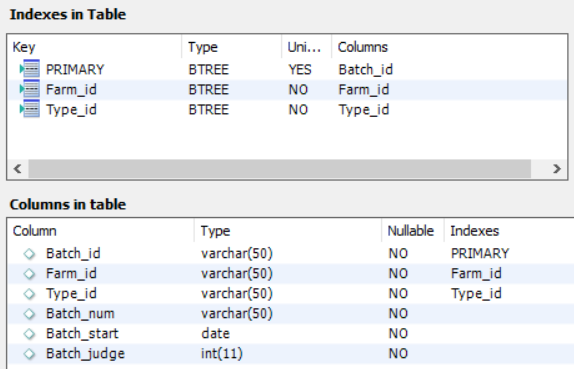 Indexes in Table
Key Type Uni... Columns
PRIMARY BTREE YES Batch_id
Farm_id BTREE NO Farm_id
Type_id BTREE NO Type_id
Columns in table
Column Type Nullable Indexes
Batch_id varchar(50) NO PRIMARY
Farm_id varchar(50) NO Farm_id
Type_id varchar(50) NO Type_id
Batch_num varchar(50) NO
Batch_start date NO
Batch_judge int(11) NO